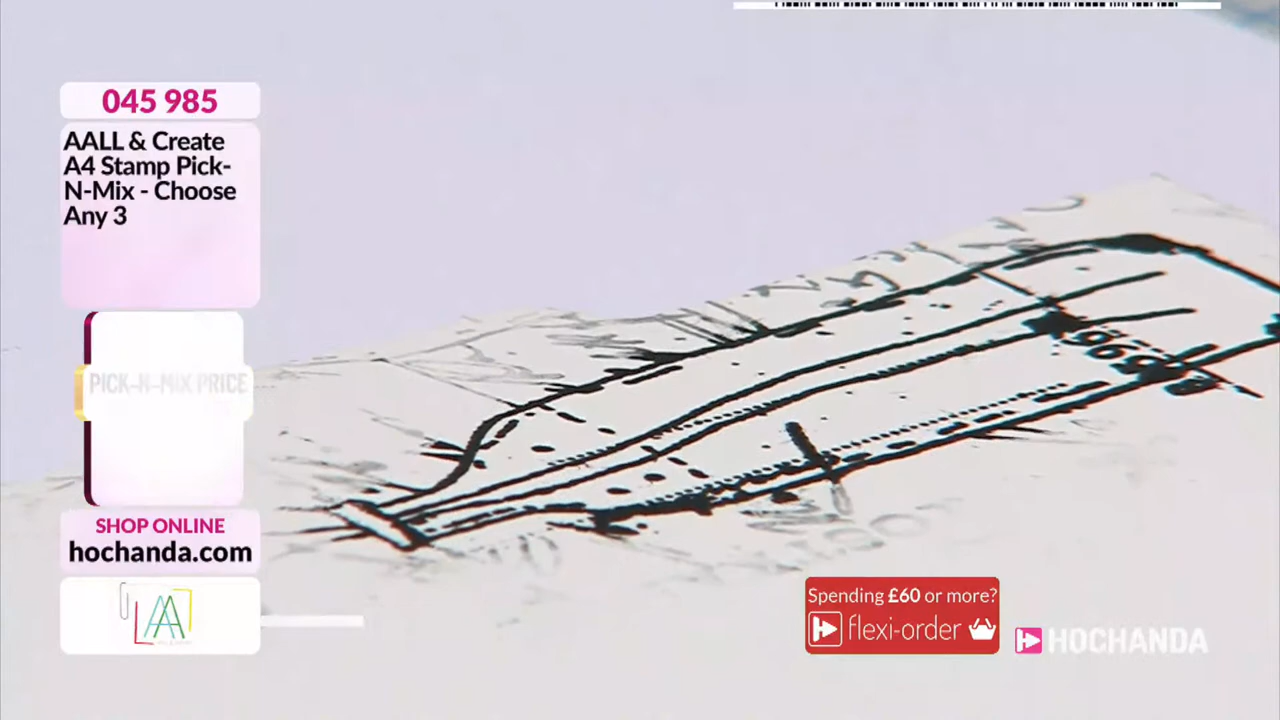 045 985
AALL & Create
A4 Stamp Pick-
N-Mix - Choose
Any 3
PICK-N-MIX PRICE
SHOP ONLINE
hochanda.com
AA
Spending £60 or more?
flexi-order
HOCHANDA